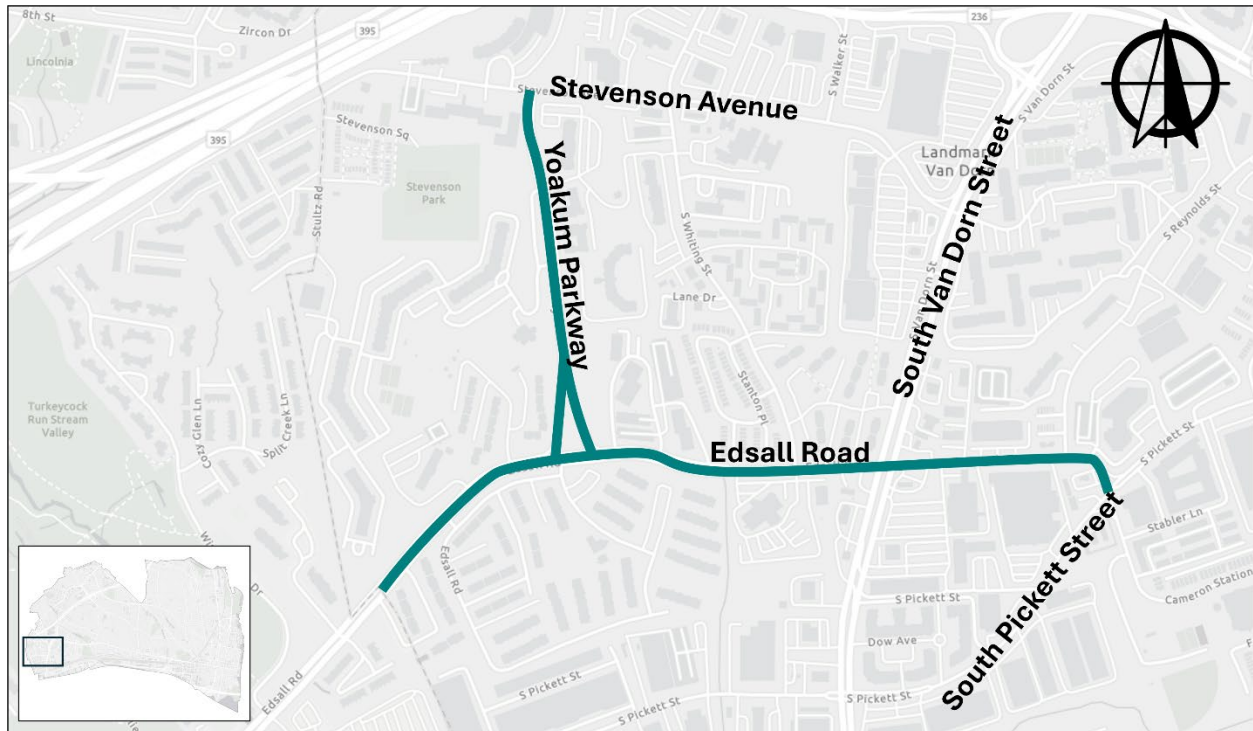 8th St
Zircon Dr
395
236
Lincolnia
S Walker St
S Van Dorn St
Stevenson Avenue
395
Stevenson Sq
Landmark
Van Dorn
Yoakum Parkway
South Van Dorn Street
Stultz Rd
Stevenson
Park
S Reynolds St
S Whiting St
Lane Dr
S Van Dorn St
Stanton Pl
Turkeycock
Run Stream
Valley
Cozy Glen Ln
Split Creek Ln
Edsall Road
S Pickett St
Stabler Ln
South Pickett Street
Edsall Rd
Cameron Station
S Pickett St
Dow Ave
Edsall Rd
S Pickett St
S Pickett St
S Pickett St